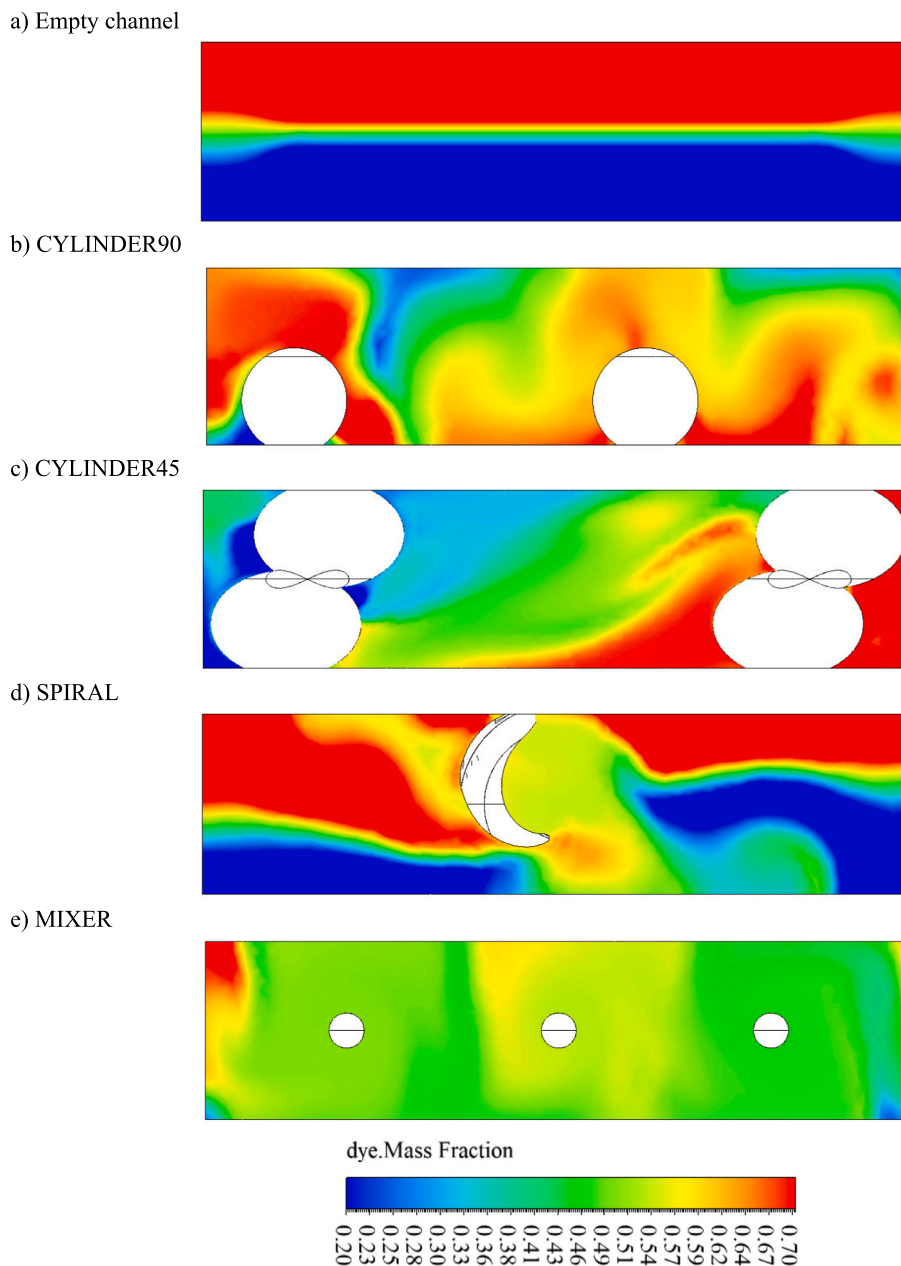 a) Empty channel
b) CYLINDER90
c) CYLINDER45
d) SPIRAL
e) MIXER
dye.Mass Fraction
0.20 0.23 0.25 0.28 0.30 0.33 0.36 0.38 0.41 0.43 0.46 0.49 0.51 0.54 0.57 0.59 0.62 0.64 0.67 0.70